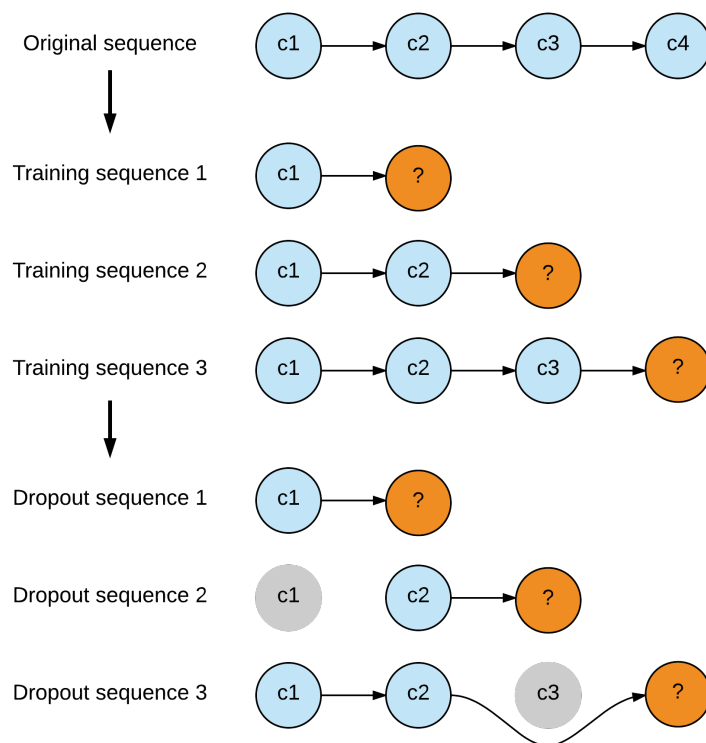 Original sequence c1 c2 c3 c4
Training sequence 1 c1 ?
Training sequence 2 c1 c2 ?
Training sequence 3 c1 c2 c3 ?
Dropout sequence 1 c1 ?
Dropout sequence 2 c1 c2 ?
Dropout sequence 3 c1 c2 c3 ?